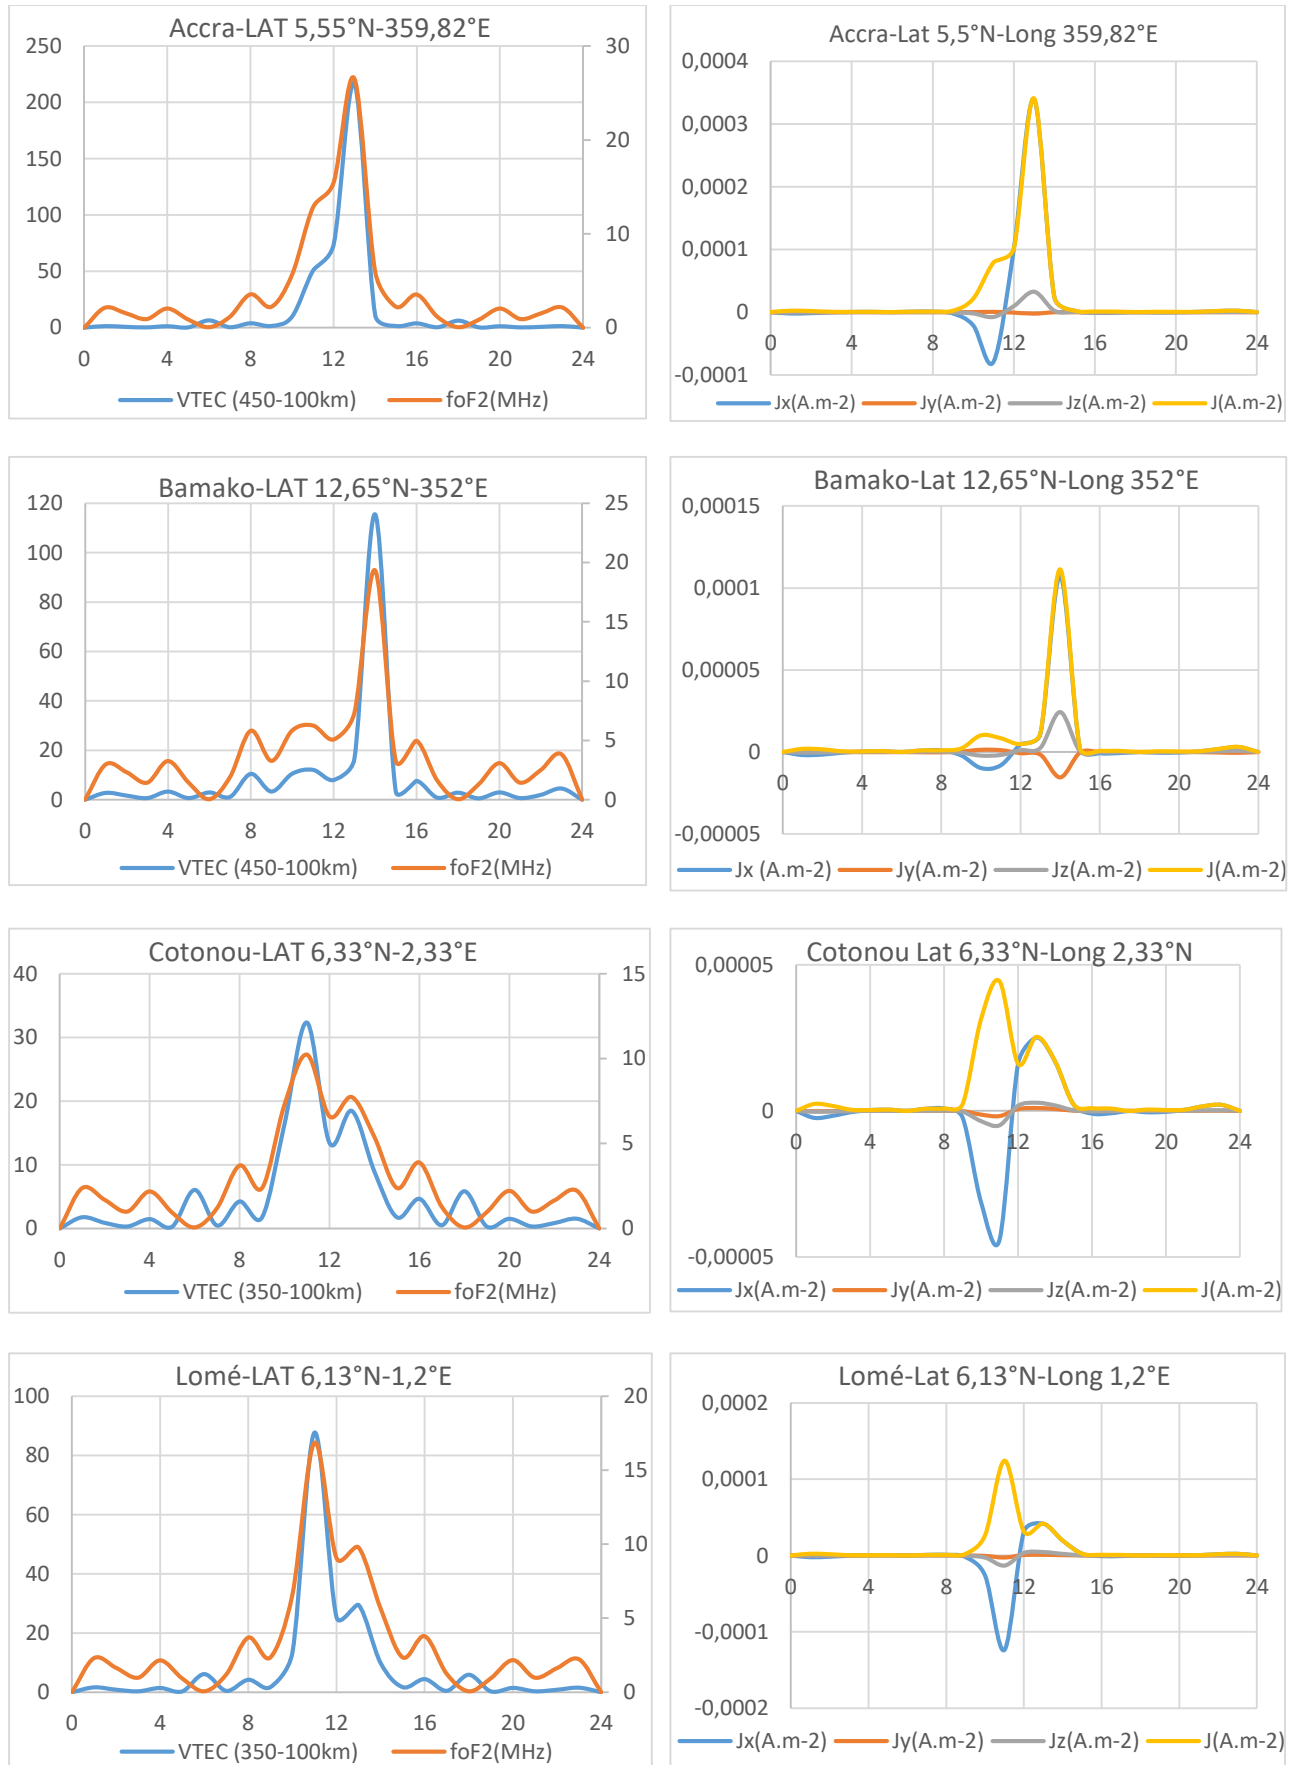 Accra-LAT 5,55°N-359,82°E
250
200
150
100
50
0
30
20
10
0
0 4 8 12 16 20 24
VTEC (450-100km) foF2(MHz)
Accra-Lat 5,5°N-Long 359,82°E
0,0004
0,0003
0,0002
0,0001
0
-0,0001
0 4 8 12 16 20 24
Jx(A.m-2) Jy(A.m-2) Jz(A.m-2) J(A.m-2)
Bamako-LAT 12,65°N-352°E
120
100
80
60
40
20
0
25
20
15
10
5
0
0 4 8 12 16 20 24
VTEC (450-100km) foF2(MHz)
Bamako-Lat 12,65°N-Long 352°E
0,00015
0,0001
0,00005
0
-0,00005
0 4 8 12 16 20 24
Jx (A.m-2) Jy(A.m-2) Jz(A.m-2) J(A.m-2)
Cotonou-LAT 6,33°N-2,33°E
40
30
20
10
0
15
10
5
0
0 4 8 12 16 20 24
VTEC (350-100km) foF2(MHz)
Cotonou Lat 6,33°N-Long 2,33°N
0,00005
0
-0,00005
0 4 8 12 16 20 24
Jx(A.m-2) Jy(A.m-2) Jz(A.m-2) J(A.m-2)
Lomé-LAT 6,13°N-1,2°E
100
80
60
40
20
0
20
15
10
5
0
0 4 8 12 16 20 24
VTEC (350-100km) foF2(MHz)
Lomé-Lat 6,13°N-Long 1,2°E
0,0002
0,0001
0
-0,0001
-0,0002
0 4 8 12 16 20 24
Jx(A.m-2) Jy(A.m-2) Jz(A.m-2) J(A.m-2)